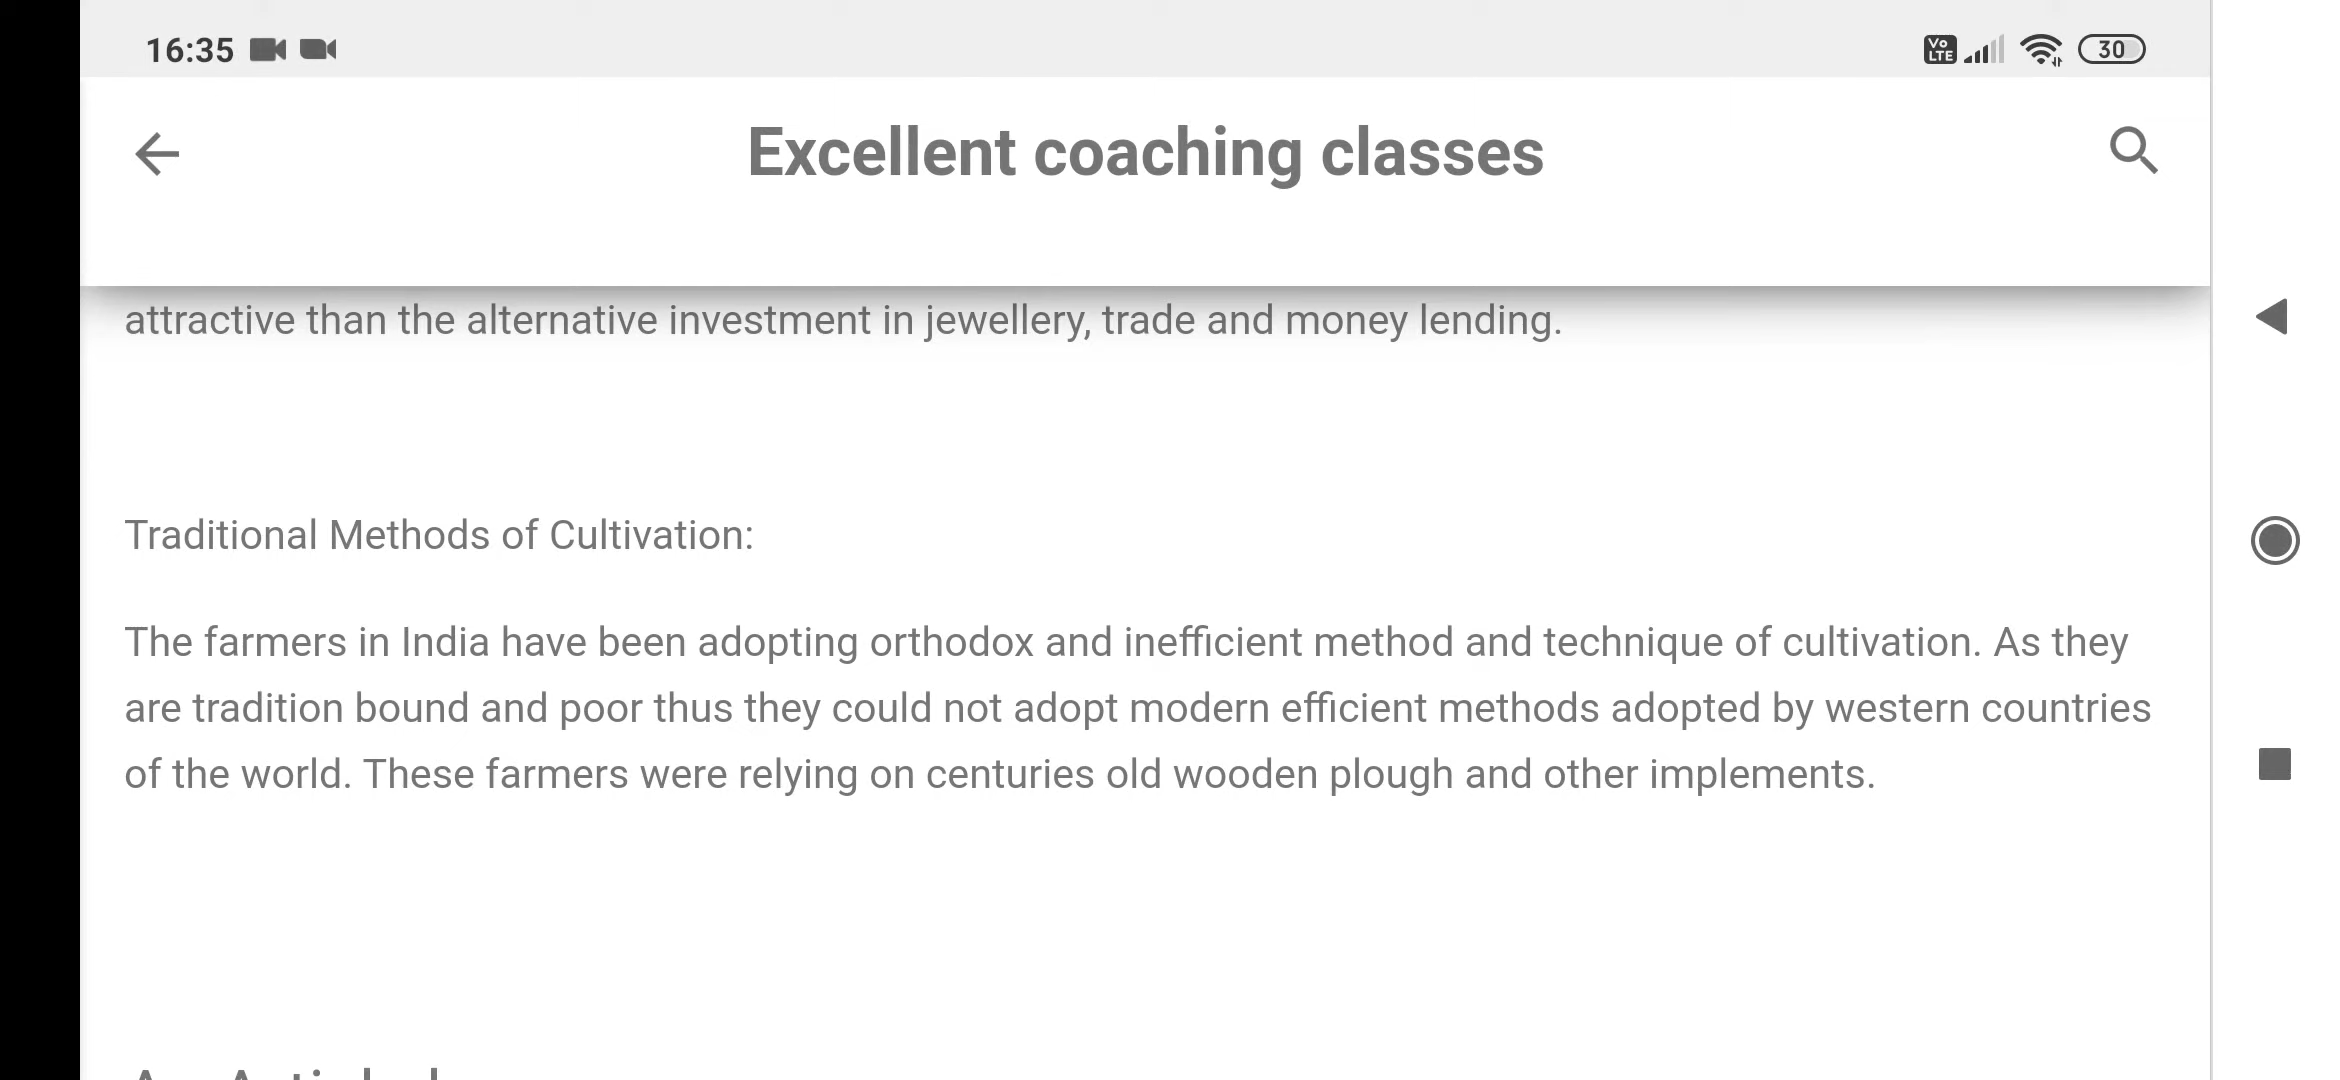 16:35
Vo LTE
30
Excellent coaching classes
attractive than the alternative investment in jewellery, trade and money lending.
Traditional Methods of Cultivation:
The farmers in India have been adopting orthodox and inefficient method and technique of cultivation. As they
are tradition bound and poor thus they could not adopt modern efficient methods adopted by western countries
of the world. These farmers were relying on centuries old wooden plough and other implements.